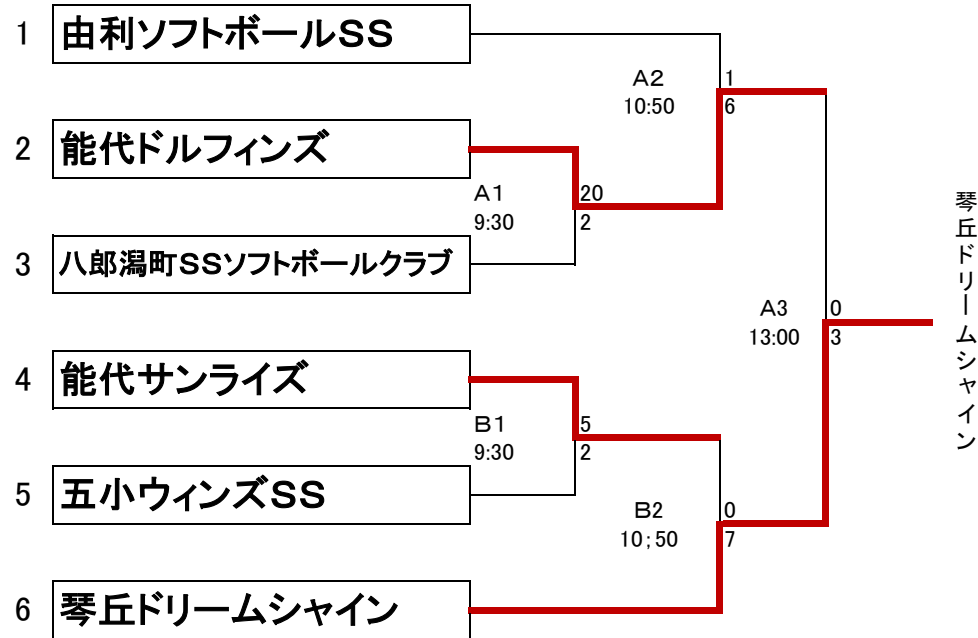 1 由利ソフトボールSS
A2
10:50
1
6
2 能代ドルフィンズ
A1
9:30
20
2
3 八郎潟町SSソフトボールクラブ
A3
13:00
0
3
琴丘ドリームシャイン
4 能代サンライズ
B1
9:30
5
2
5 五小ウィンズSS
B2
10;50
0
7
6 琴丘ドリームシャイン